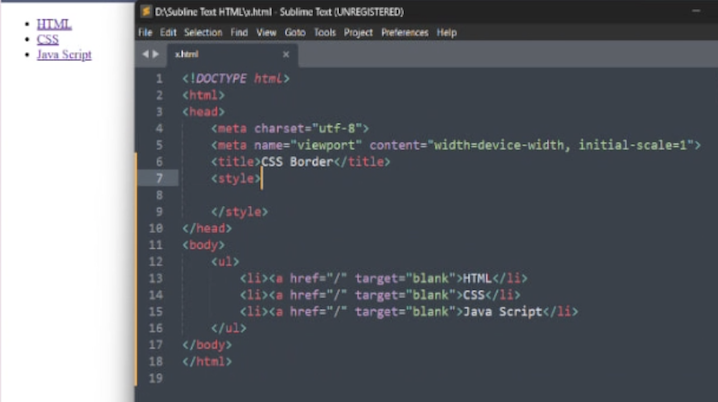 HTML
CSS
Java Script
D:\Subline Text HTML\x.html - Sublime Text (UNREGISTERED)
File Edit Selection Find View Goto Tools Project Preferences Help
x.html
1 <!DOCTYPE html>
2 <html>
3 <head>
4 <meta charset="utf-8">
5 <meta name="viewport" content="width=device-width, initial-scale=1">
6 <title>CSS Border</title>
7 <style>
8
9 </style>
10 </head>
11 <body>
12 <ul>
13 <li><a href="/" target="blank">HTML</li>
14 <li><a href="/" target="blank">CSS</li>
15 <li><a href="/" target="blank">Java Script</li>
16 </ul>
17 </body>
18 </html>
19